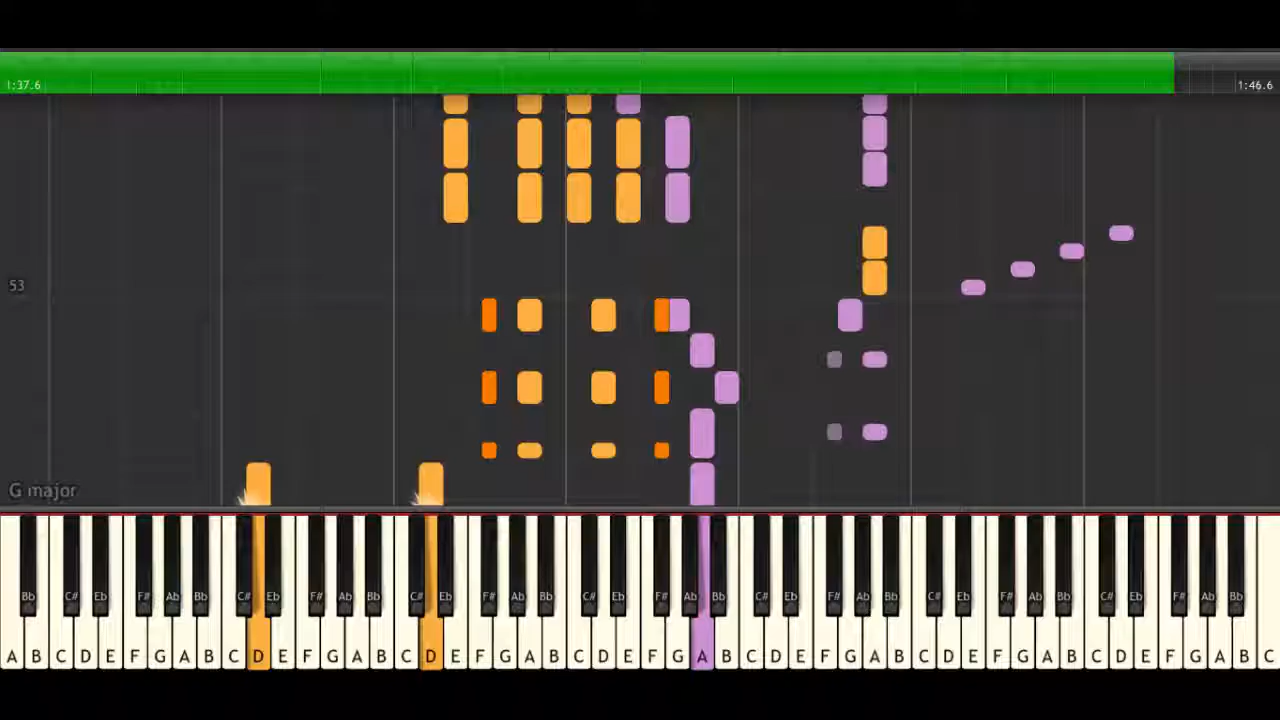 1:37.6 1:46.6
53
G major
Bb C# Eb F# Ab Bb C# Eb F# Ab Bb C# Eb F# Ab Bb C# Eb F# Ab Bb C# Eb F# Ab Bb C# Eb F# Ab Bb C# Eb F# Ab Bb
A B C D E F G A B C D E F G A B C D E F G A B C D E F G A B C D E F G A B C D E F G A B C D E F G A B C